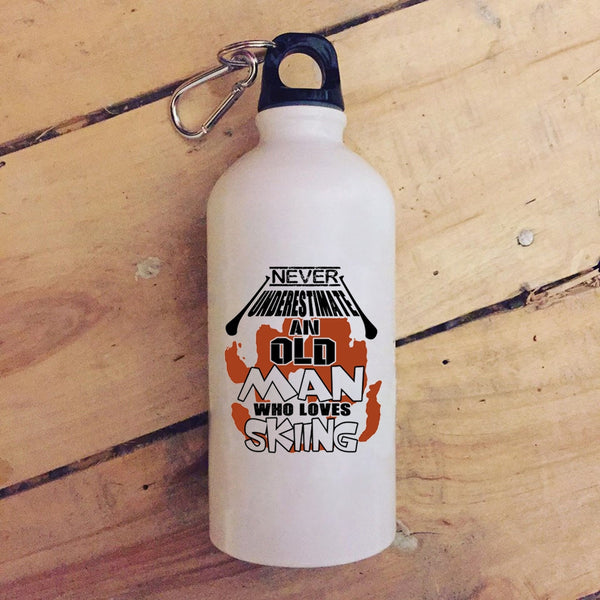 NEVER
UNDERESTIMATE
AN
OLD
MAN
WHO LOVES
SKIING